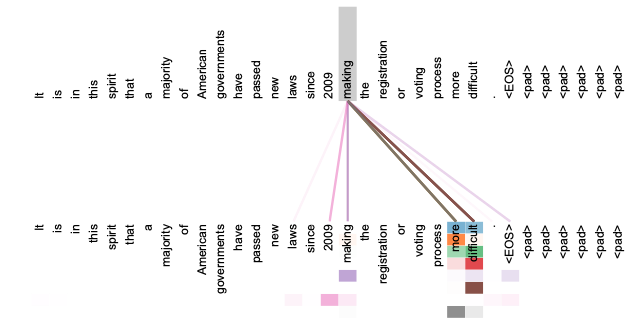 It is in this spirit that a majority of American governments have passed new laws since 2009 making the registration or voting process more difficult . <EOS> <pad> <pad> <pad> <pad> <pad> <pad>
It is in this spirit that a majority of American governments have passed new laws since 2009 making the registration or voting process more difficult . <EOS> <pad> <pad> <pad> <pad> <pad> <pad>